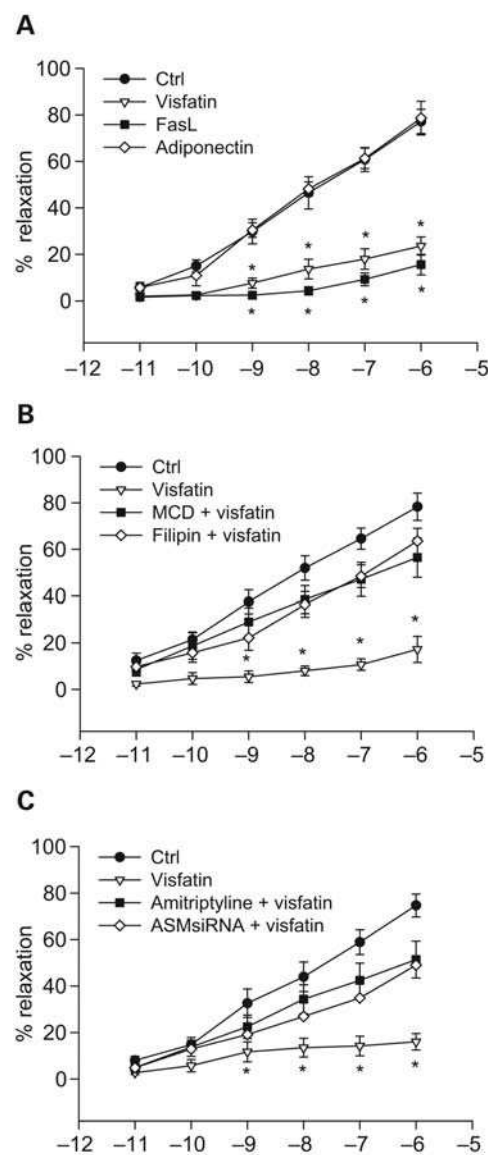 A
100
80
60
40
20
0
% relaxation
Ctrl
Visfatin
FasL
Adiponectin
* * * *
* * * *
–12 –11 –10 –9 –8 –7 –6 –5
B
100
80
60
40
20
0
% relaxation
Ctrl
Visfatin
MCD + visfatin
Filipin + visfatin
* * * *
–12 –11 –10 –9 –8 –7 –6 –5
C
100
80
60
40
20
0
% relaxation
Ctrl
Visfatin
Amitriptyline + visfatin
ASMsiRNA + visfatin
* * * *
–12 –11 –10 –9 –8 –7 –6 –5